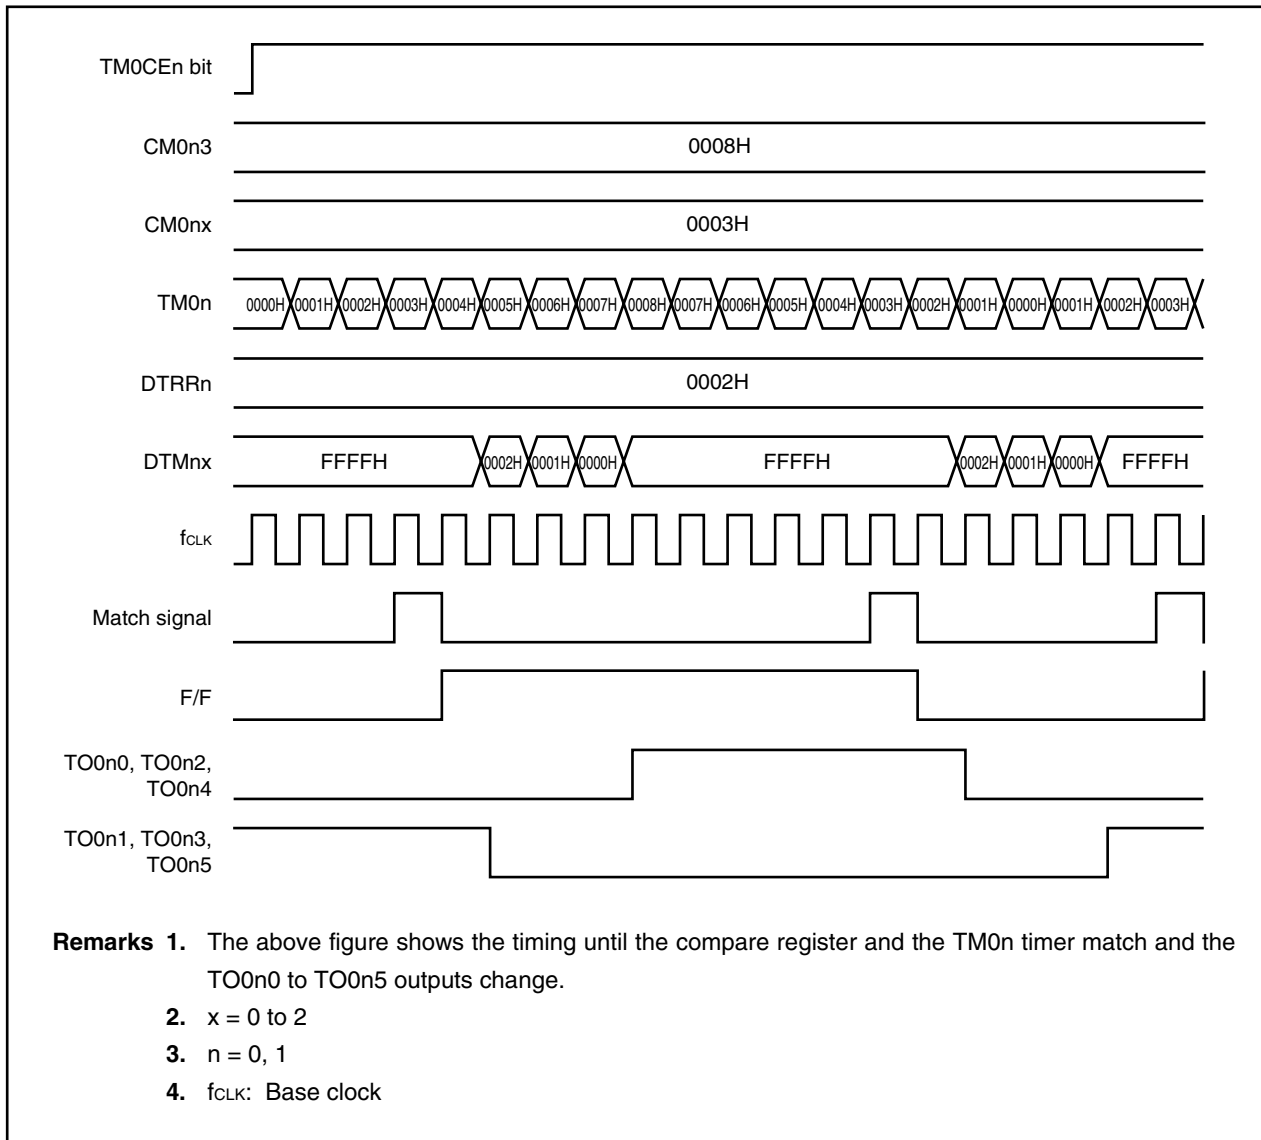 TM0CEn bit
CM0n3
0008H
CM0nx
0003H
TM0n
0000H 0001H 0002H 0003H 0004H 0005H 0006H 0007H 0008H 0007H 0006H 0005H 0004H 0003H 0002H 0001H 0000H 0001H 0002H 0003H
DTRRn
0002H
DTMnx
FFFFH 0002H 0001H 0000H FFFFH 0002H 0001H 0000H FFFFH
fCLK
Match signal
F/F
TO0n0, TO0n2,
TO0n4
TO0n1, TO0n3,
TO0n5
Remarks 1. The above figure shows the timing until the compare register and the TM0n timer match and the
TO0n0 to TO0n5 outputs change.
2. x = 0 to 2
3. n = 0, 1
4. fCLK: Base clock